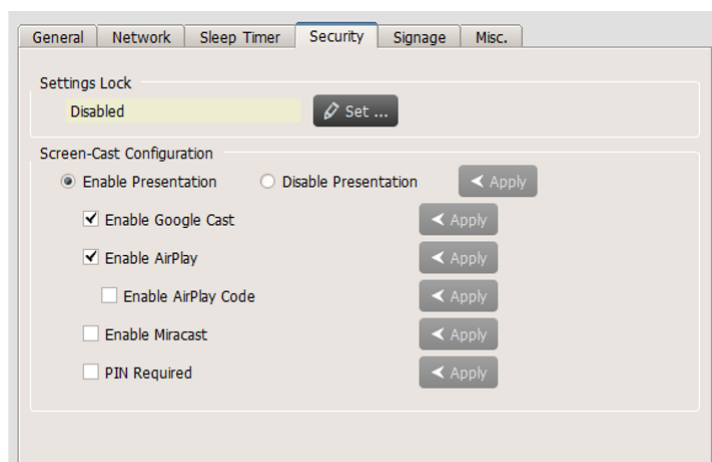 General Network Sleep Timer Security Signage Misc.
Settings Lock
Disabled Set ...
Screen-Cast Configuration
Enable Presentation Disable Presentation Apply
Enable Google Cast Apply
Enable AirPlay Apply
Enable AirPlay Code Apply
Enable Miracast Apply
PIN Required Apply